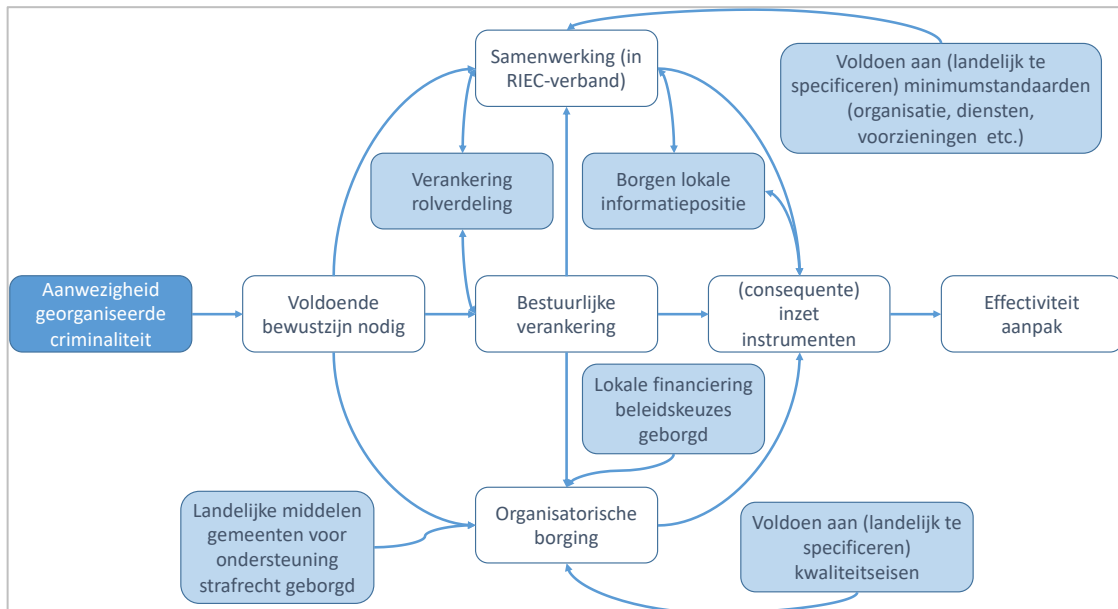 Samenwerking (in
RIEC-verband)
Voldoen aan (landelijk te
specificeren) minimumstandaarden
(organisatie, diensten,
voorzieningen etc.)
Verankering
rolverdeling
Borgen lokale
informatiepositie
Aanwezigheid
georganiseerde
criminaliteit
Voldoende
bewustzijn nodig
Bestuurlijke
verankering
(consequente)
inzet
instrumenten
Effectiviteit
aanpak
Lokale financiering
beleidskeuzes
geborgd
Landelijke middelen
gemeenten voor
ondersteuning
strafrecht geborgd
Organisatorische
borging
Voldoen aan (landelijk te
specificeren)
kwaliteitseisen